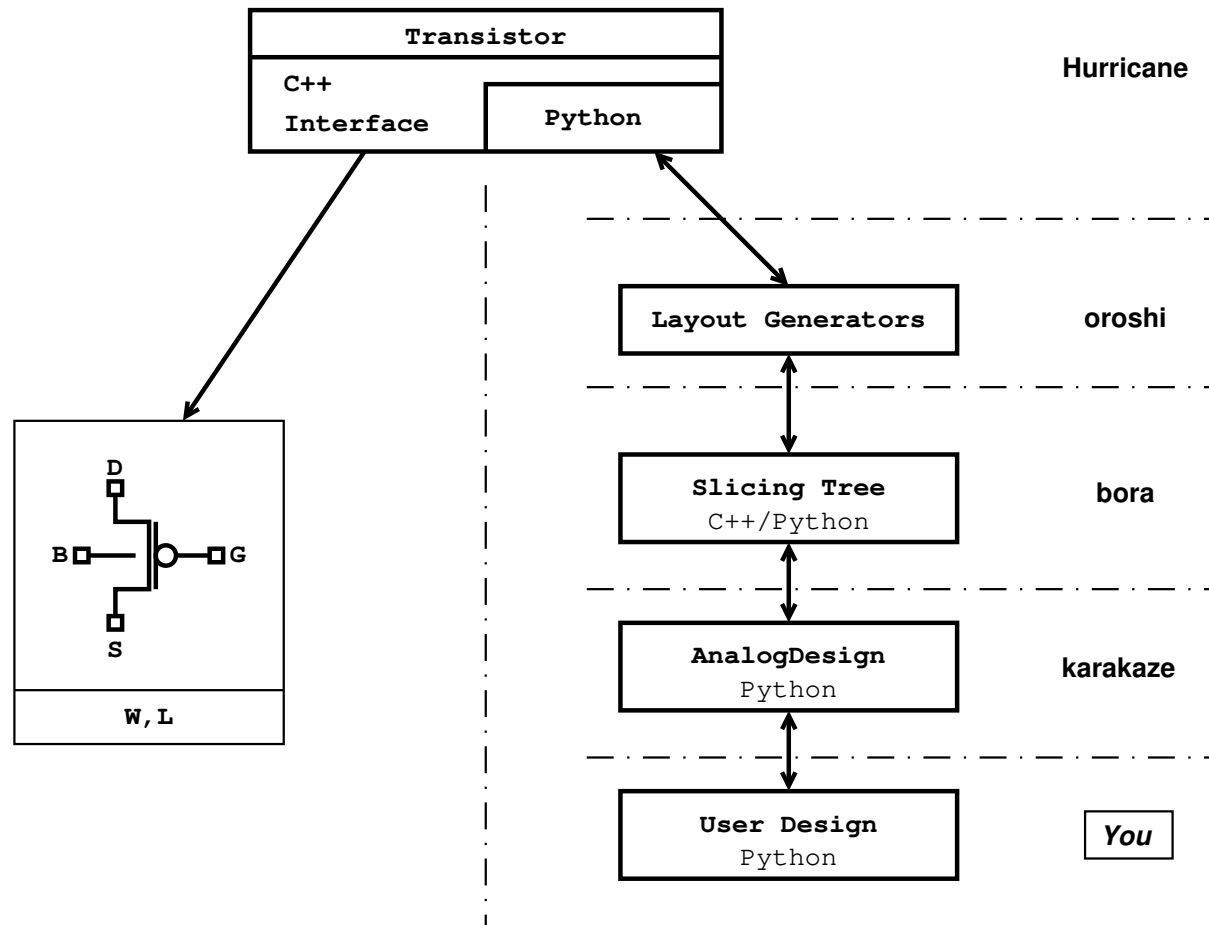 Transistor
Hurricane
C++
Interface
Python
Layout Generators
oroshi
D
B
G
S
W,L
Slicing Tree
C++/Python
bora
AnalogDesign
Python
karakaze
User Design
Python
You